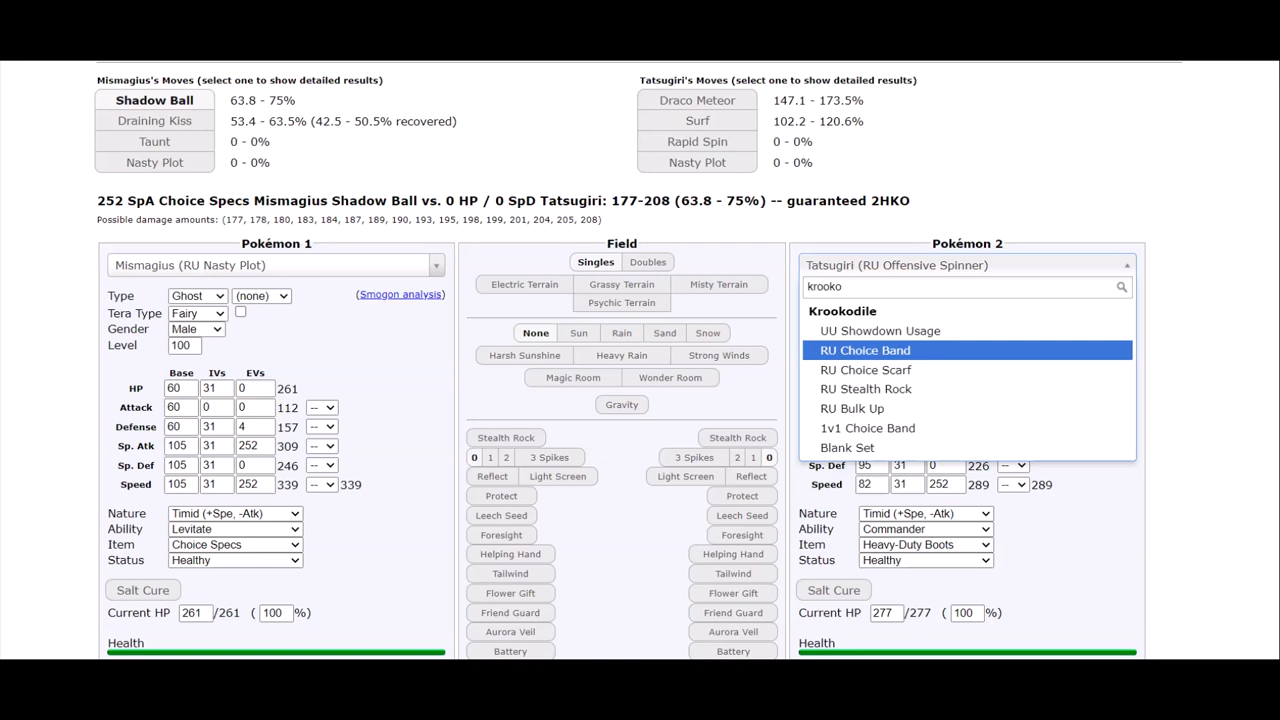 Mismagius's Moves (select one to show detailed results)
Shadow Ball 63.8 - 75%
Draining Kiss 53.4 - 63.5% (42.5 - 50.5% recovered)
Taunt 0 - 0%
Nasty Plot 0 - 0%
Tatsugiri's Moves (select one to show detailed results)
Draco Meteor 147.1 - 173.5%
Surf 102.2 - 120.6%
Rapid Spin 0 - 0%
Nasty Plot 0 - 0%
252 SpA Choice Specs Mismagius Shadow Ball vs. 0 HP / 0 SpD Tatsugiri: 177-208 (63.8 - 75%) -- guaranteed 2HKO
Possible damage amounts: (177, 178, 180, 183, 184, 187, 189, 190, 193, 195, 198, 199, 201, 204, 205, 208)
Pokémon 1
Mismagius (RU Nasty Plot)
Type Ghost (none) (Smogon analysis)
Tera Type Fairy
Gender Male
Level 100
Base IVs EVs
HP 60 31 0 261
Attack 60 0 0 112 --
Defense 60 31 4 157 --
Sp. Atk 105 31 252 309 --
Sp. Def 105 31 0 246 --
Speed 105 31 252 339 -- 339
Nature Timid (+Spe, -Atk)
Ability Levitate
Item Choice Specs
Status Healthy
Salt Cure
Current HP 261 /261 ( 100 %)
Health
Field
Singles Doubles
Electric Terrain Grassy Terrain Misty Terrain
Psychic Terrain
None Sun Rain Sand Snow
Harsh Sunshine Heavy Rain Strong Winds
Magic Room Wonder Room
Gravity
Stealth Rock Stealth Rock
0 1 2 3 Spikes 3 Spikes 2 1 0
Reflect Light Screen Light Screen Reflect
Protect Protect
Leech Seed Leech Seed
Foresight Foresight
Helping Hand Helping Hand
Tailwind Tailwind
Flower Gift Flower Gift
Friend Guard Friend Guard
Aurora Veil Aurora Veil
Battery Battery
Pokémon 2
Tatsugiri (RU Offensive Spinner)
krooko
Krookodile
UU Showdown Usage
RU Choice Band
RU Choice Scarf
RU Stealth Rock
RU Bulk Up
1v1 Choice Band
Blank Set
Sp. Def 95 31 0 226 --
Speed 82 31 252 289 -- 289
Nature Timid (+Spe, -Atk)
Ability Commander
Item Heavy-Duty Boots
Status Healthy
Salt Cure
Current HP 277 /277 ( 100 %)
Health